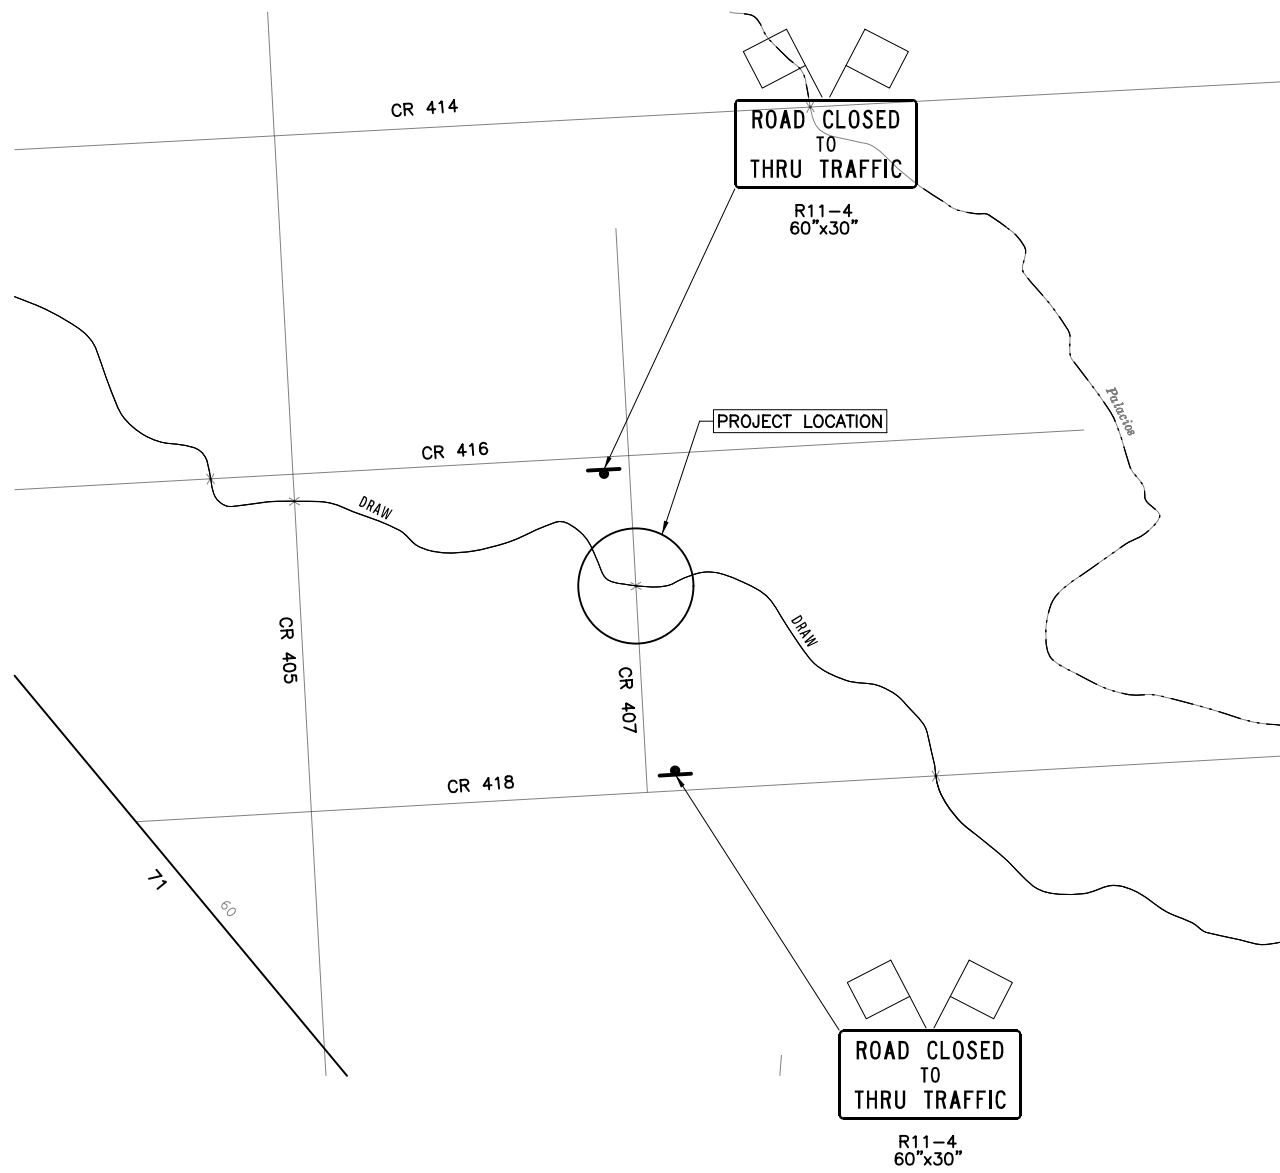 CR 414
ROAD CLOSED
TO
THRU TRAFFIC
R11-4
60"x30"
Palacios
PROJECT LOCATION
CR 416
DRAW
DRAW
CR 405
CR 407
CR 418
71
60
ROAD CLOSED
TO
THRU TRAFFIC
R11-4
60"x30"